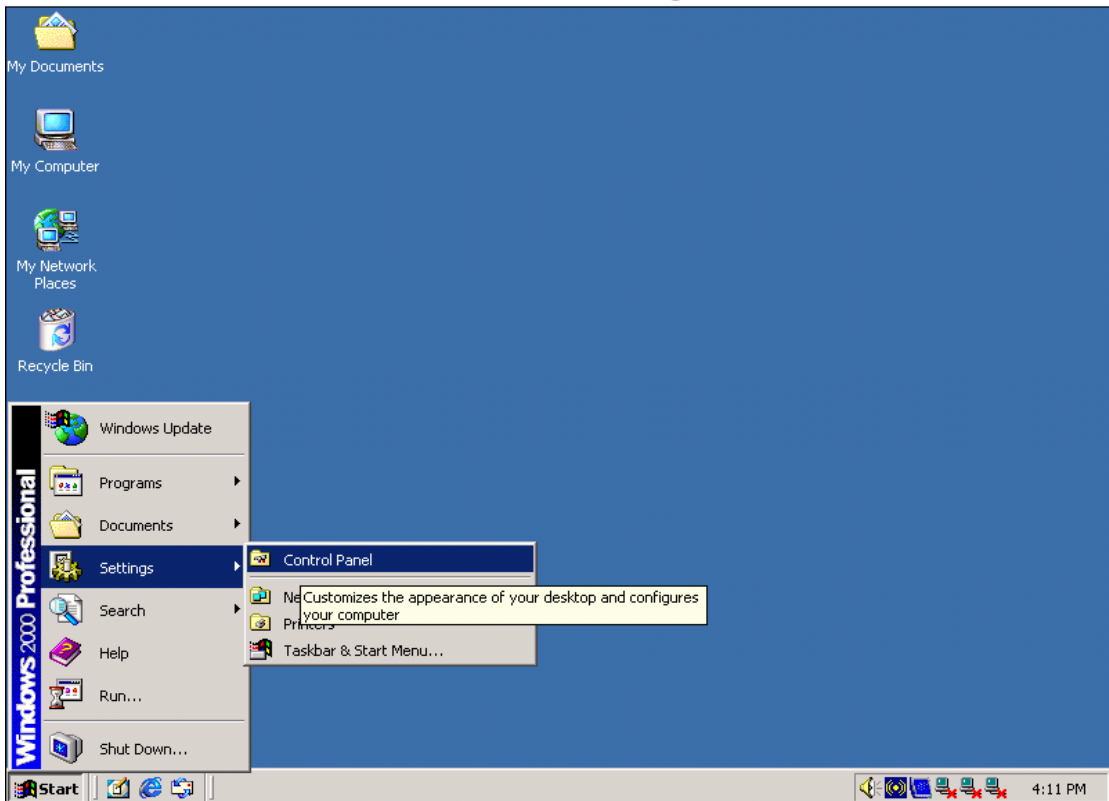 My Documents
My Computer
My Network
Places
Recycle Bin
Windows 2000 Professional
Windows Update
Programs
Documents
Settings
Search
Help
Run...
Shut Down...
Control Panel
Ne
Customizes the appearance of your desktop and configures
your computer
Printers
Taskbar & Start Menu...
Start
4:11 PM